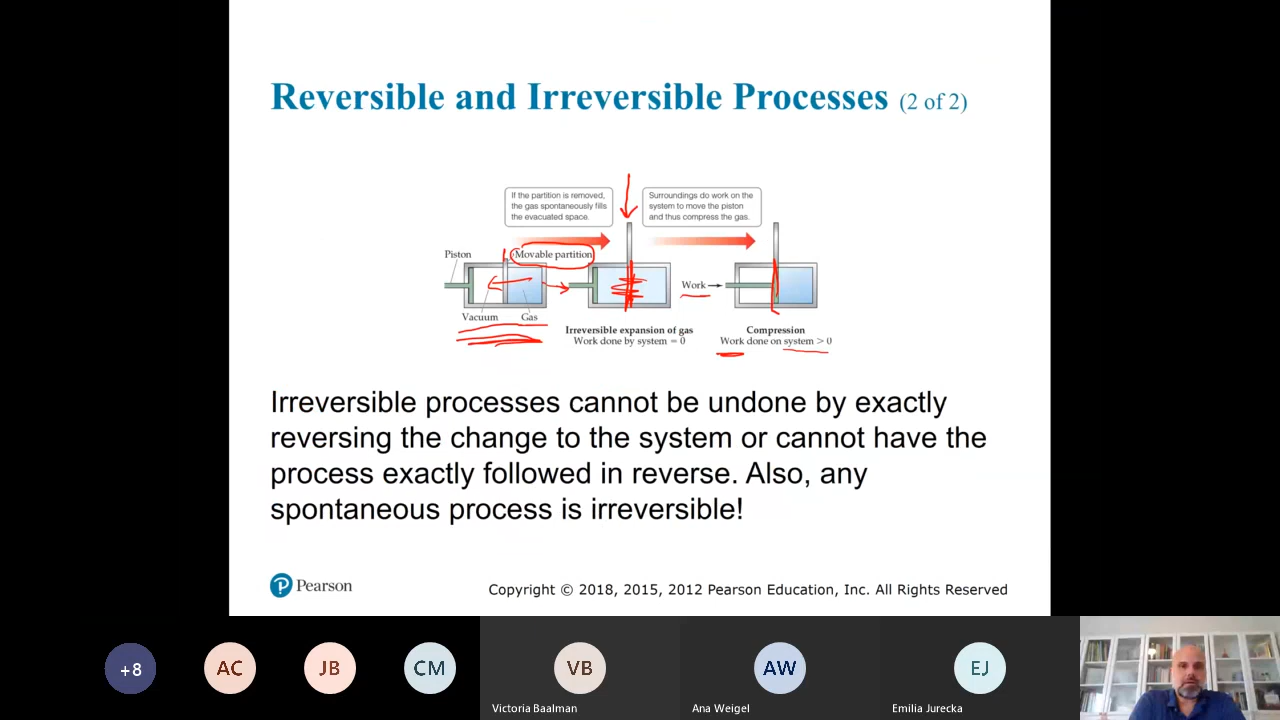 Reversible and Irreversible Processes (2 of 2)
If the partition is removed,
the gas spontaneously fills
the evacuated space.
Surroundings do work on the
system to move the piston
and thus compress the gas.
Piston
Movable partition
Work
Vacuum
Gas
Irreversible expansion of gas
Work done by system = 0
Compression
Work done on system > 0
Irreversible processes cannot be undone by exactly
reversing the change to the system or cannot have the
process exactly followed in reverse. Also, any
spontaneous process is irreversible!
P Pearson
Copyright © 2018, 2015, 2012 Pearson Education, Inc. All Rights Reserved
+8
AC
JB
CM
VB
AW
EJ
Victoria Baalman
Ana Weigel
Emilia Jurecka